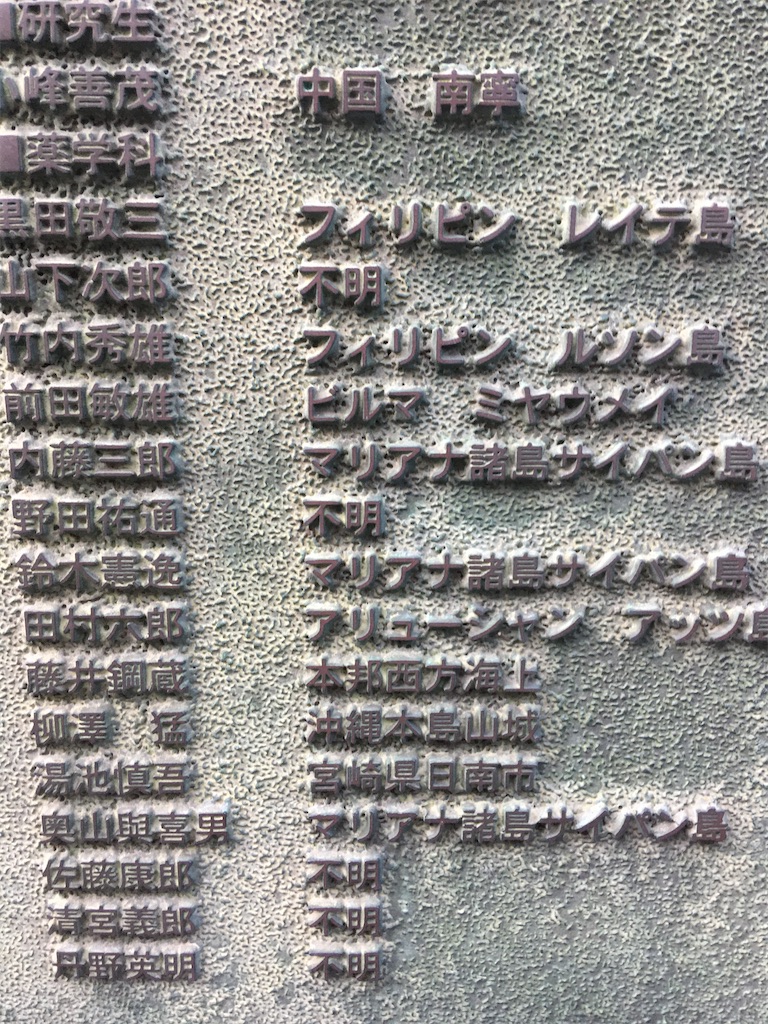 ■研究生
小峰善茂 中国 南寧
■薬学科
黒田敬三 フィリピン レイテ島
山下次郎 不明
竹内秀雄 フィリピン ルソン島
前田敏雄 ビルマ ミヤウメイ
内藤三郎 マリアナ諸島サイパン島
野田祐通 不明
鈴木憲逸 マリアナ諸島サイパン島
田村六郎 アリューシャン アッツ島
藤井鋼蔵 本邦西方海上
柳澤 猛 沖縄本島山城
湯池慎吾 宮崎県日南市
奥山與喜男 マリアナ諸島サイパン島
佐藤康郎 不明
清宮義郎 不明
丹野英明 不明